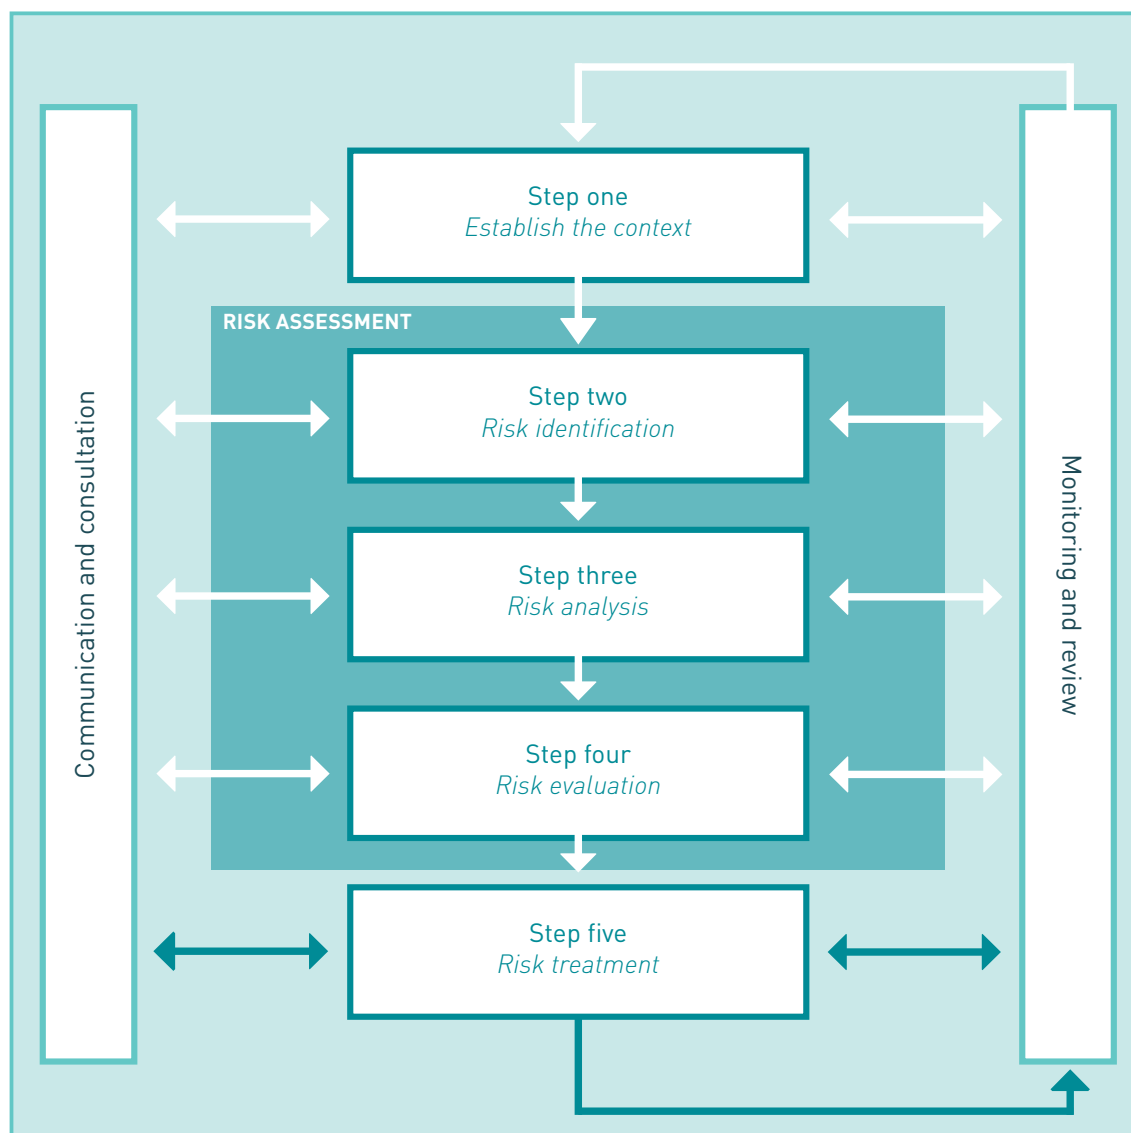 Step one
Establish the context
RISK ASSESSMENT
Step two
Risk identification
Step three
Risk analysis
Step four
Risk evaluation
Step five
Risk treatment
Communication and consultation
Monitoring and review